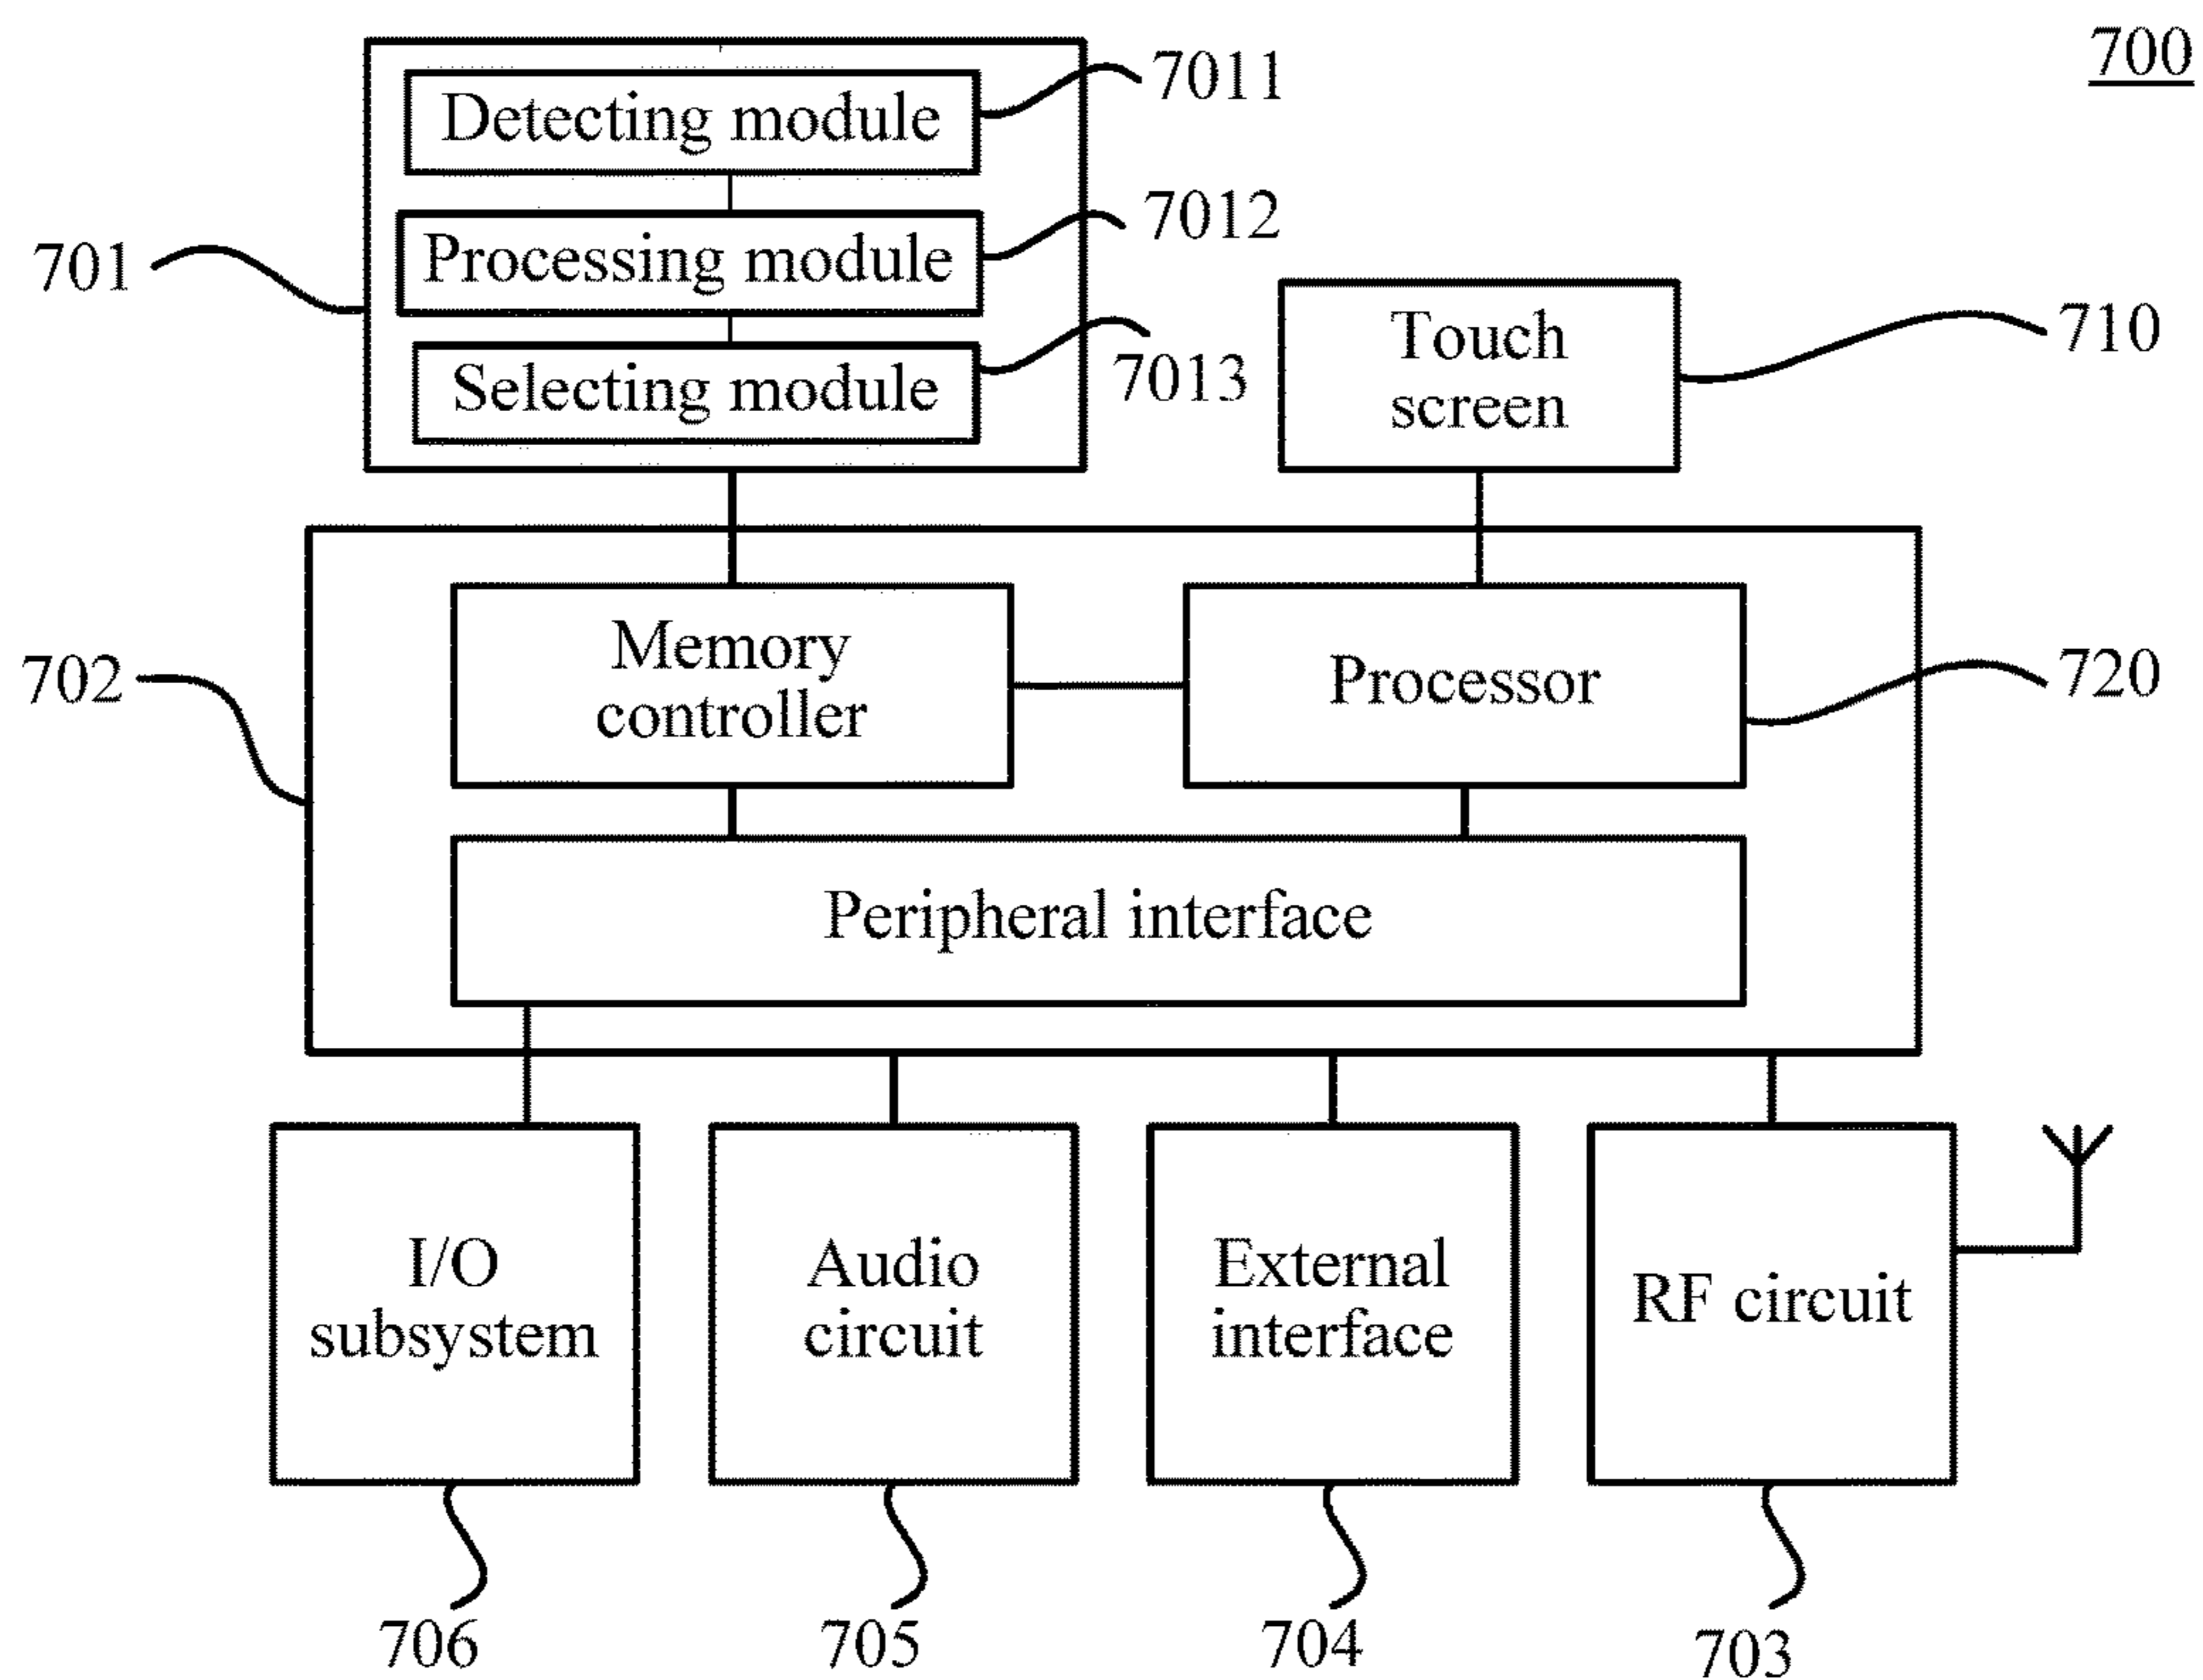 700
Detecting module
7011
Processing module
7012
701
Selecting module
7013
Touch
screen
710
Memory
controller
Processor
720
702
Peripheral interface
I/O
subsystem
Audio
circuit
External
interface
RF circuit
706
705
704
703